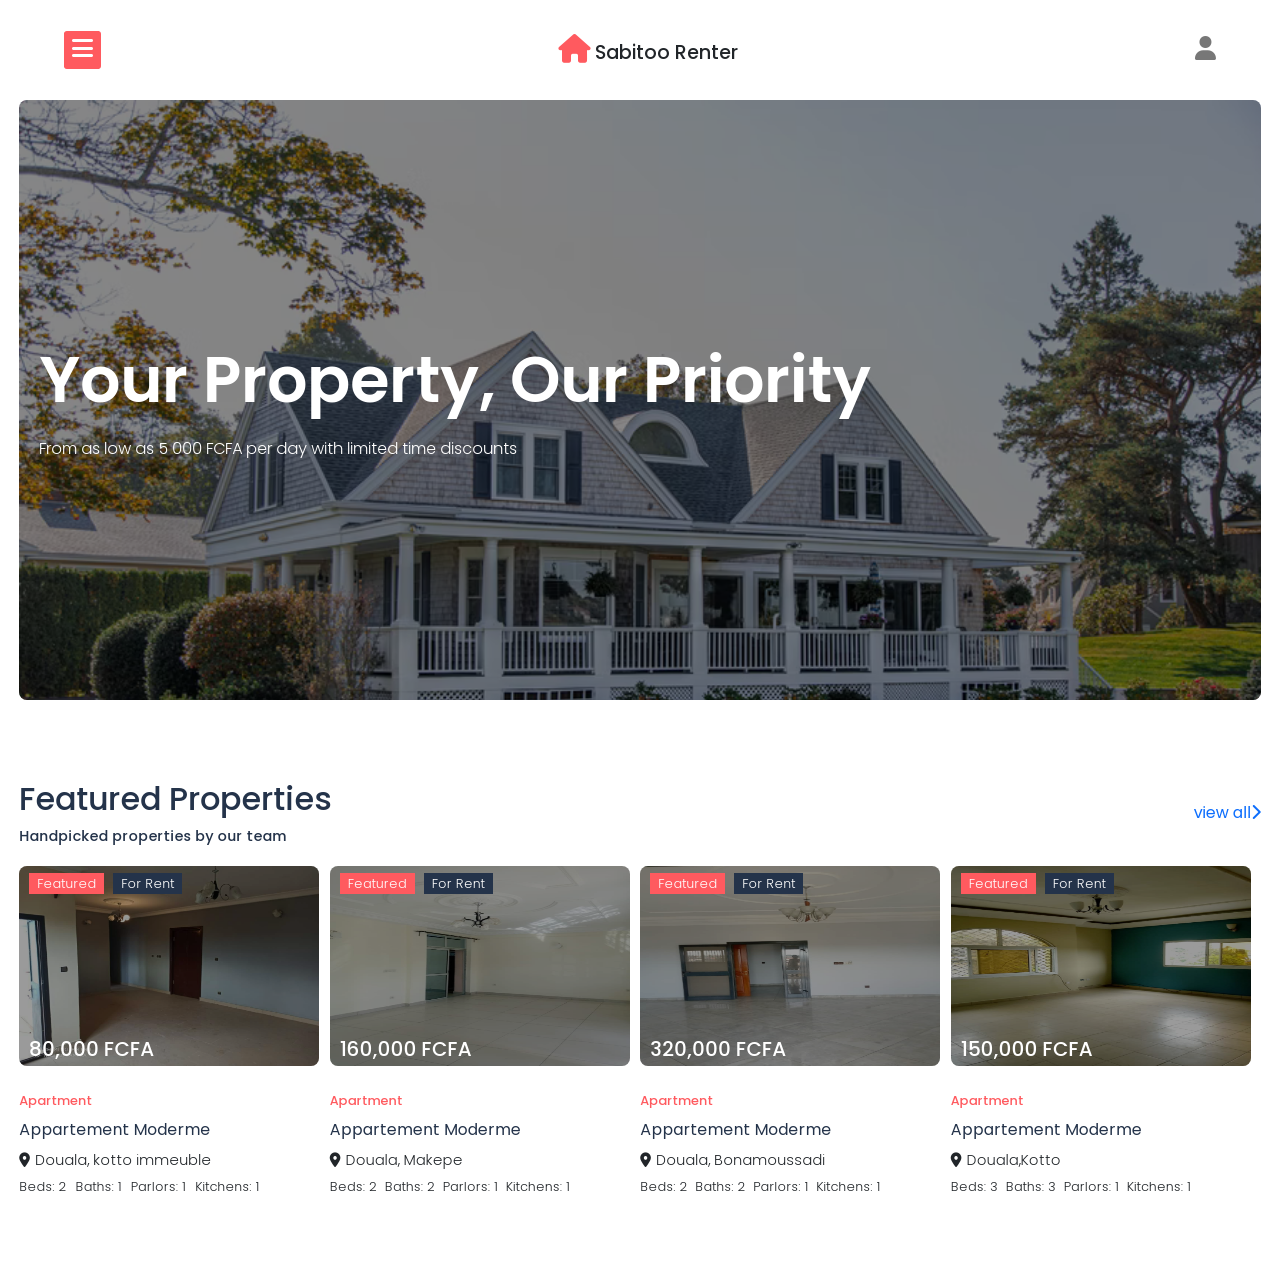 Sabitoo Renter
Your Property, Our Priority
From as low as 5 000 FCFA per day with limited time discounts
Featured Properties
Handpicked properties by our team
view all
Featured For Rent
80,000 FCFA
Apartment
Appartement Moderme
Douala, kotto immeuble
Beds: 2 Baths: 1 Parlors: 1 Kitchens: 1
Featured For Rent
160,000 FCFA
Apartment
Appartement Moderme
Douala, Makepe
Beds: 2 Baths: 2 Parlors: 1 Kitchens: 1
Featured For Rent
320,000 FCFA
Apartment
Appartement Moderme
Douala, Bonamoussadi
Beds: 2 Baths: 2 Parlors: 1 Kitchens: 1
Featured For Rent
150,000 FCFA
Apartment
Appartement Moderme
Douala,Kotto
Beds: 3 Baths: 3 Parlors: 1 Kitchens: 1